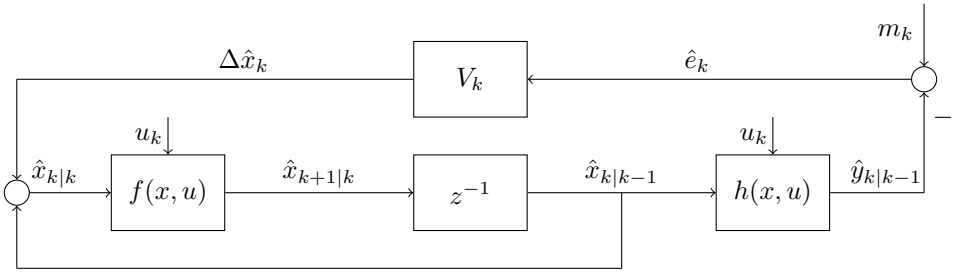 m_k
Δx̂_k
V_k
ê_k
−
u_k
u_k
x̂_{k|k}
f(x, u)
x̂_{k+1|k}
z^{−1}
x̂_{k|k−1}
h(x, u)
ŷ_{k|k−1}